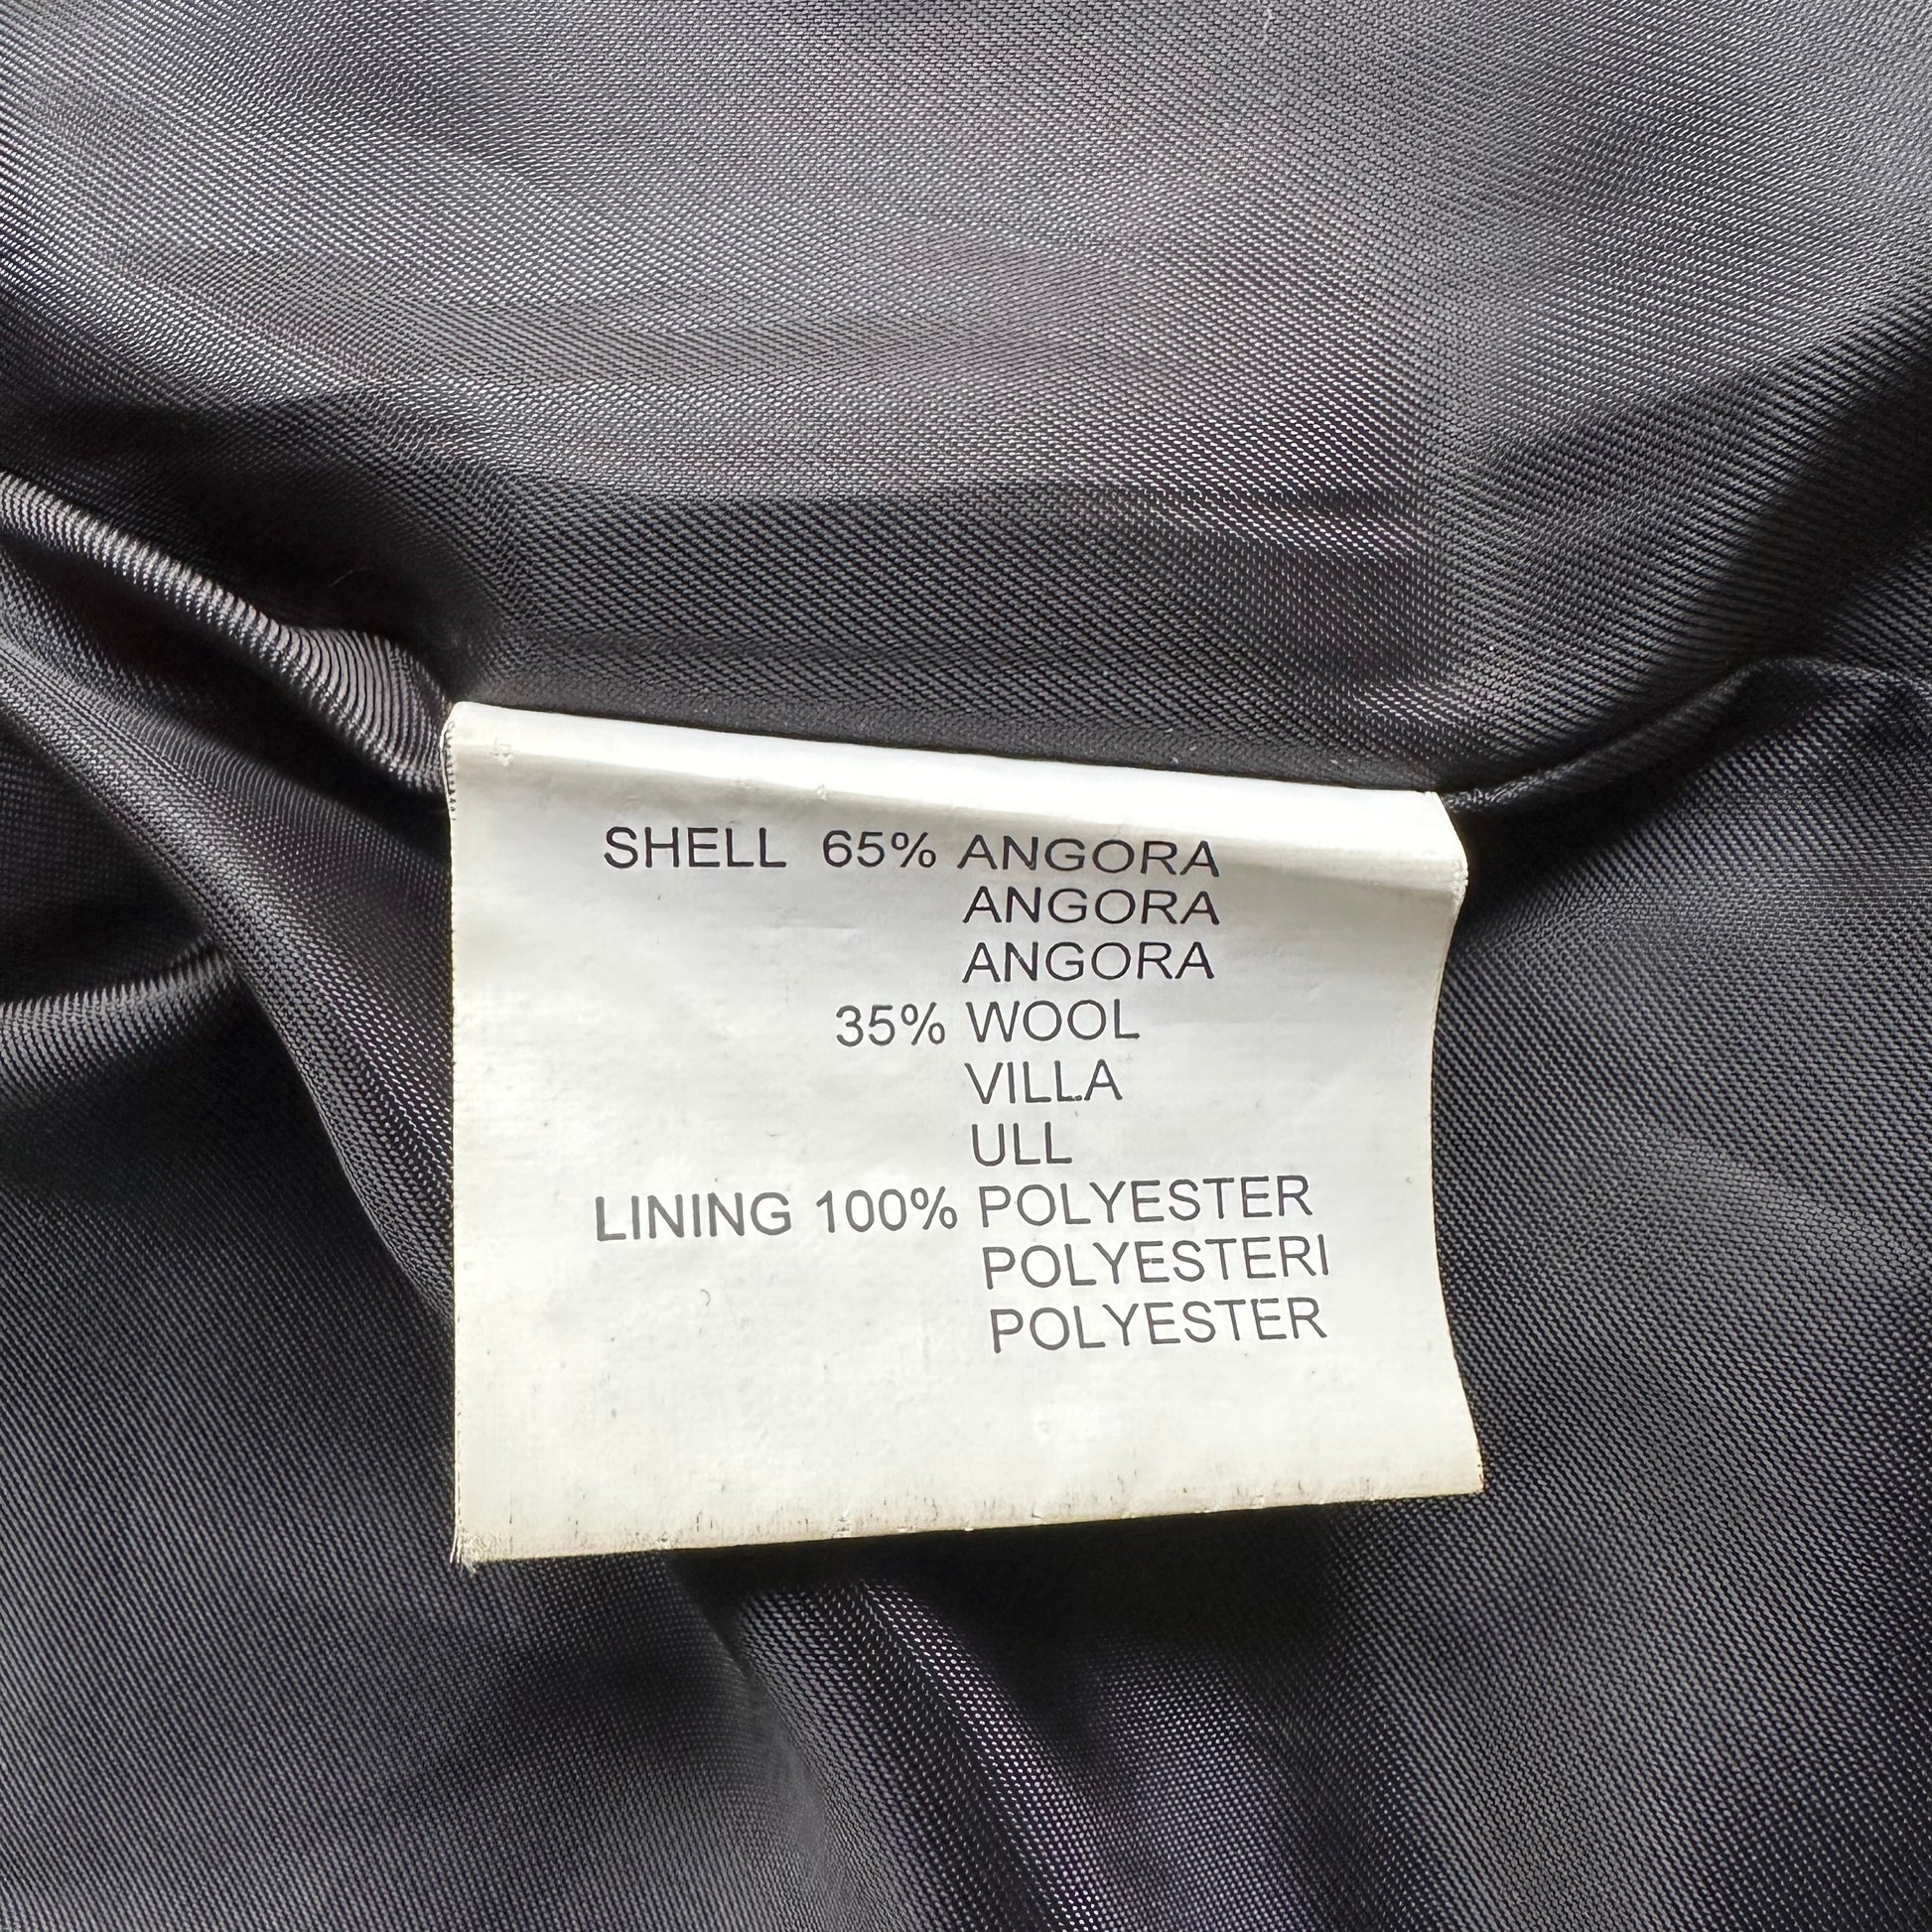 SHELL 65% ANGORA
ANGORA
ANGORA
35% WOOL
VILLA
ULL
LINING 100% POLYESTER
POLYESTERI
POLYESTER